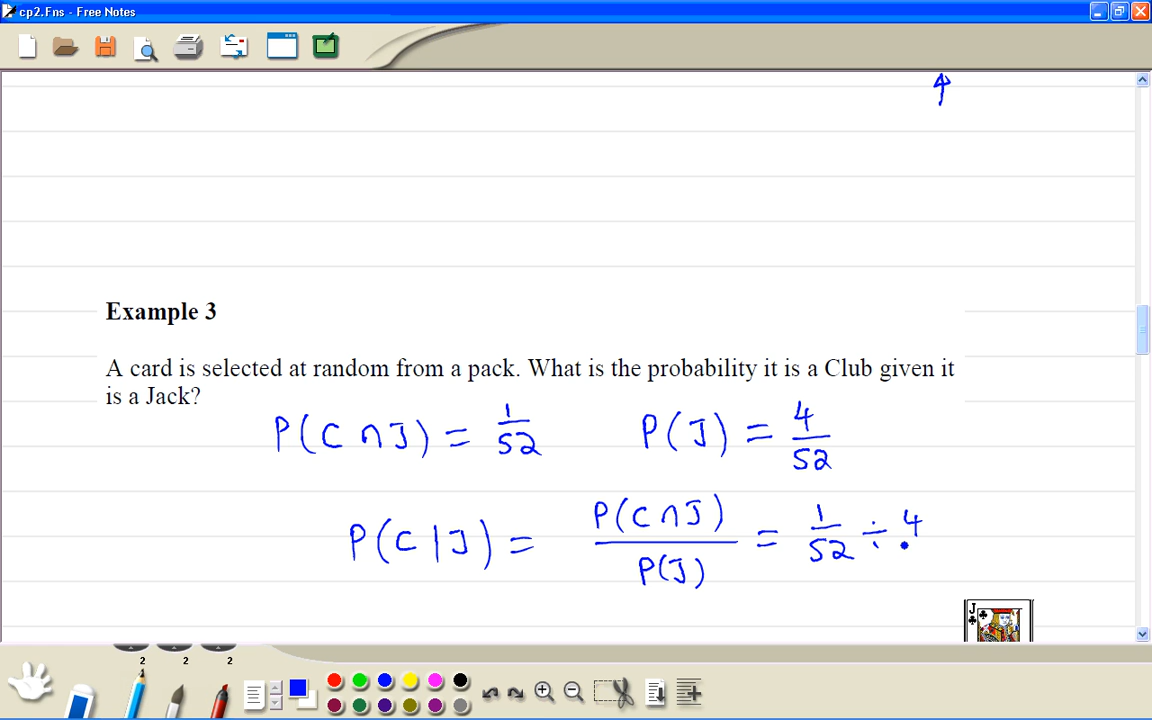 cp2.Fns - Free Notes
Example 3
A card is selected at random from a pack. What is the probability it is a Club given it
is a Jack?
P(C ∩ J) = 1/52 P(J) = 4/52
P(C | J) = P(C ∩ J)/P(J) = 1/52 ÷ 4
J
2 2 2